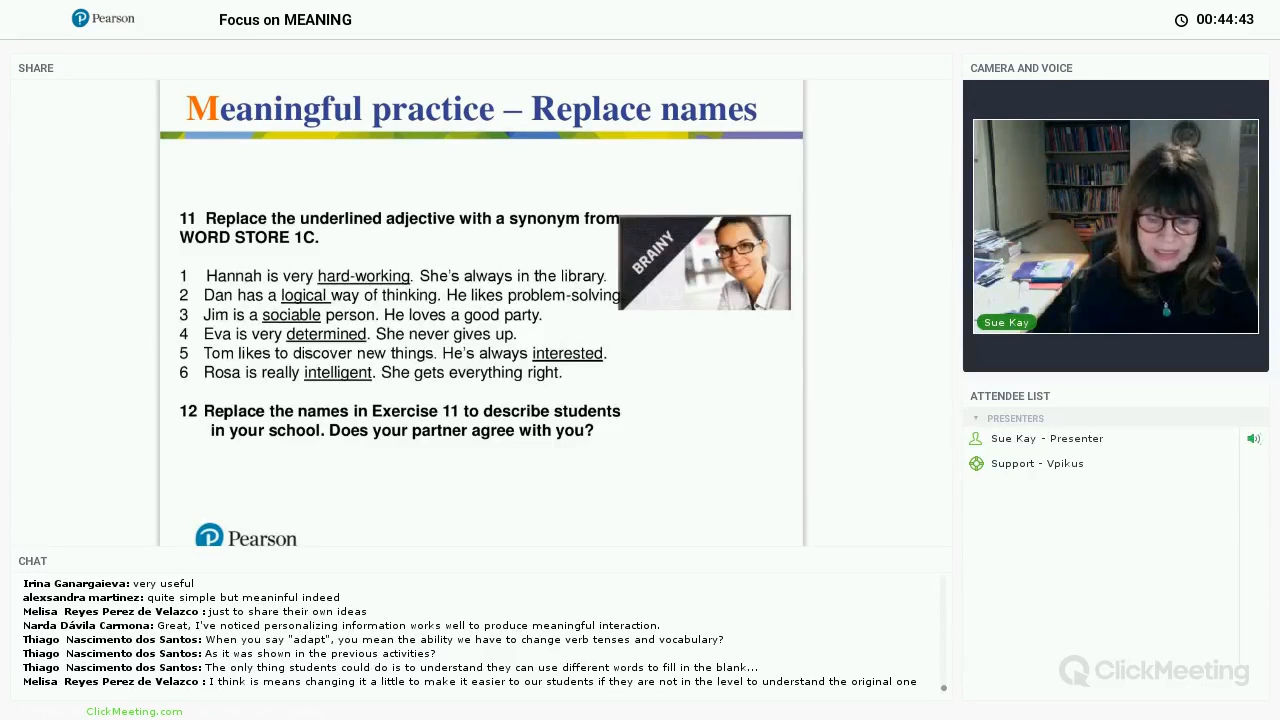 Pearson
Focus on MEANING
00:44:43
SHARE
Meaningful practice – Replace names
11 Replace the underlined adjective with a synonym from
WORD STORE 1C.
BRAINY
1 Hannah is very hard-working. She's always in the library.
2 Dan has a logical way of thinking. He likes problem-solving.
3 Jim is a sociable person. He loves a good party.
4 Eva is very determined. She never gives up.
5 Tom likes to discover new things. He's always interested.
6 Rosa is really intelligent. She gets everything right.
12 Replace the names in Exercise 11 to describe students
in your school. Does your partner agree with you?
Pearson
CAMERA AND VOICE
Sue Kay
ATTENDEE LIST
PRESENTERS
Sue Kay - Presenter
Support - Vpikus
CHAT
Irina Ganargaieva: very useful
alexsandra martinez: quite simple but meaninful indeed
Melisa Reyes Perez de Velazco : just to share their own ideas
Narda Dávila Carmona: Great, I've noticed personalizing information works well to produce meaningful interaction.
Thiago Nascimento dos Santos: When you say "adapt", you mean the ability we have to change verb tenses and vocabulary?
Thiago Nascimento dos Santos: As it was shown in the previous activities?
Thiago Nascimento dos Santos: The only thing students could do is to understand they can use different words to fill in the blank...
Melisa Reyes Perez de Velazco : I think is means changing it a little to make it easier to our students if they are not in the level to understand the original one
ClickMeeting
ClickMeeting.com